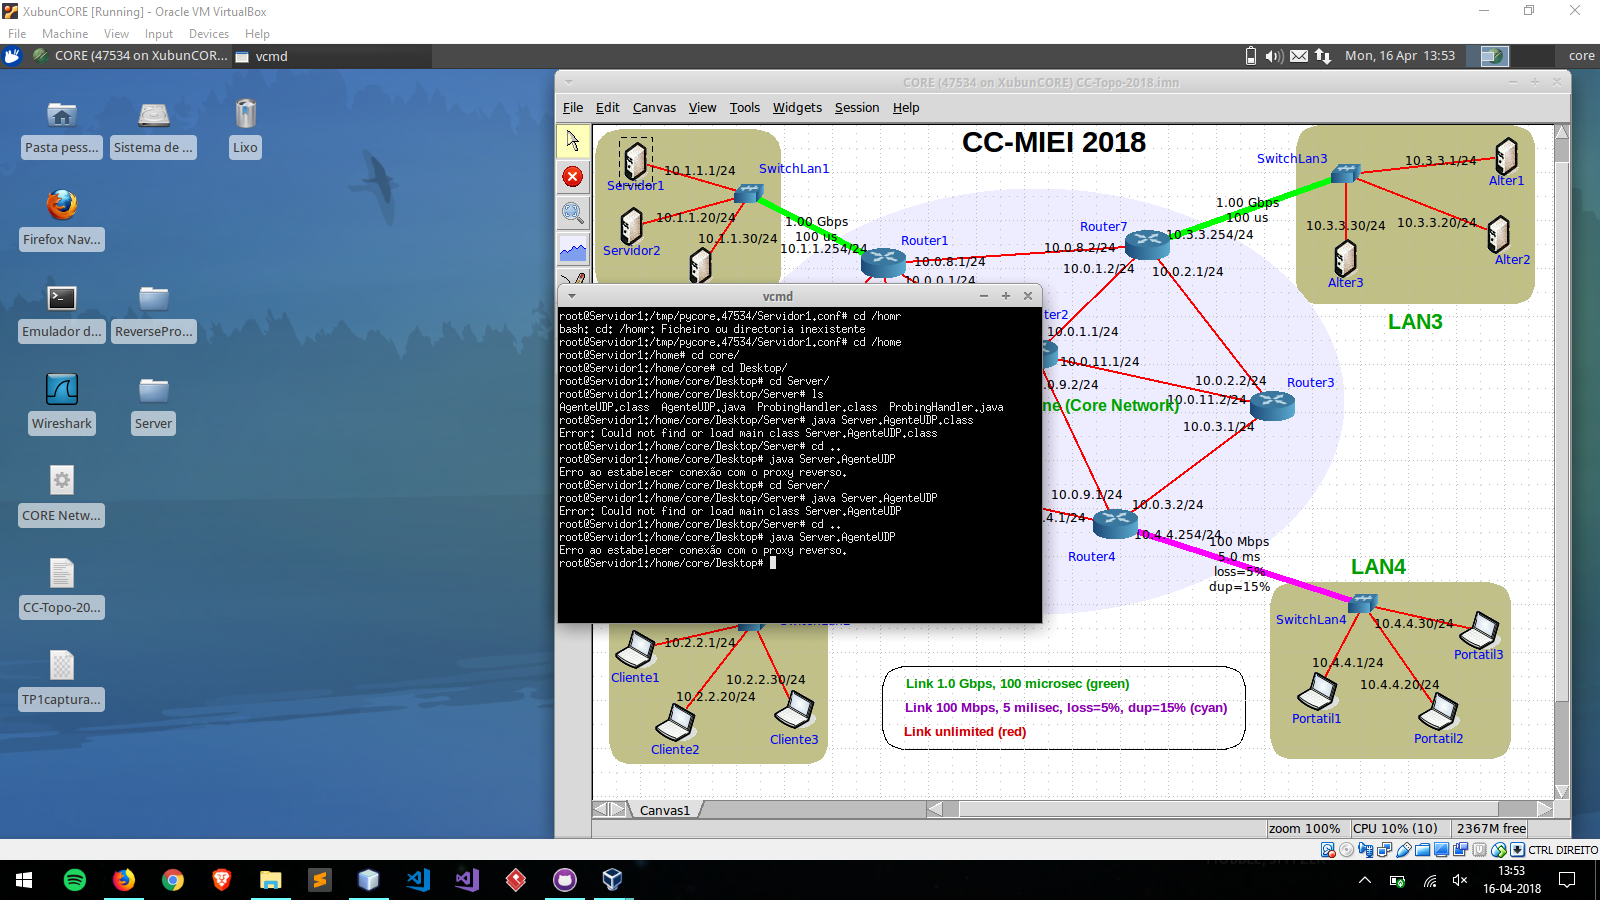 XubunCORE [Running] - Oracle VM VirtualBox
File Machine View Input Devices Help
CORE (47534 on XubunCOR... vcmd Mon, 16 Apr 13:53 core
Pasta pess...
Sistema de ...
Lixo
Firefox Nav...
Emulador d...
ReversePro...
Wireshark
Server
CORE Netw...
CC-Topo-20...
TP1captura...
CORE (47534 on XubunCORE) CC-Topo-2018.imn
File Edit Canvas View Tools Widgets Session Help
CC-MIEI 2018
Servidor1
10.1.1.1/24
SwitchLan1
Servidor2
10.1.1.20/24
10.1.1.30/24
1.00 Gbps
100 us
10.1.1.254/24
Router1
10.0.8.1/24
10.0.0.1/24
10.0.8.2/24
Router7
10.0.1.2/24
10.0.2.1/24
10.3.3.254/24
1.00 Gbps
100 us
SwitchLan3
10.3.3.1/24
Alter1
10.3.3.30/24
10.3.3.20/24
Alter2
Alter3
LAN3
vcmd
root@Servidor1:/tmp/pycore.47534/Servidor1.conf# cd /homr
bash: cd: /homr: Ficheiro ou directoria inexistente
root@Servidor1:/tmp/pycore.47534/Servidor1.conf# cd /home
root@Servidor1:/home# cd core/
root@Servidor1:/home/core# cd Desktop/
root@Servidor1:/home/core/Desktop# cd Server/
root@Servidor1:/home/core/Desktop/Server# ls
AgenteUDP.class AgenteUDP.java ProbingHandler.class ProbingHandler.java
root@Servidor1:/home/core/Desktop/Server# java Server.AgenteUDP.class
Error: Could not find or load main class Server.AgenteUDP.class
root@Servidor1:/home/core/Desktop/Server# cd ..
root@Servidor1:/home/core/Desktop# java Server.AgenteUDP
Erro ao estabelecer conexão com o proxy reverso.
root@Servidor1:/home/core/Desktop# cd Server/
root@Servidor1:/home/core/Desktop/Server# java Server.AgenteUDP
Error: Could not find or load main class Server.AgenteUDP
root@Servidor1:/home/core/Desktop/Server# cd ..
root@Servidor1:/home/core/Desktop# java Server.AgenteUDP
Erro ao estabelecer conexão com o proxy reverso.
root@Servidor1:/home/core/Desktop#
ter2
10.0.1.1/24
10.0.11.1/24
0.9.2/24
ne (Core Network)
10.0.2.2/24
Router3
10.0.11.2/24
10.0.3.1/24
10.0.9.1/24
10.0.3.2/24
.4.1/24
Router4
10.4.4.254/24
100 Mbps
5.0 ms
loss=5%
dup=15%
LAN4
SwitchLan4
10.4.4.30/24
Portatil3
10.4.4.1/24
10.4.4.20/24
Portatil1
Portatil2
10.2.2.1/24
Cliente1
10.2.2.30/24
10.2.2.20/24
Cliente2
Cliente3
Link 1.0 Gbps, 100 microsec (green)
Link 100 Mbps, 5 milisec, loss=5%, dup=15% (cyan)
Link unlimited (red)
Canvas1
zoom 100% CPU 10% (10) 2367M free
CTRL DIREITO
13:53
16-04-2018